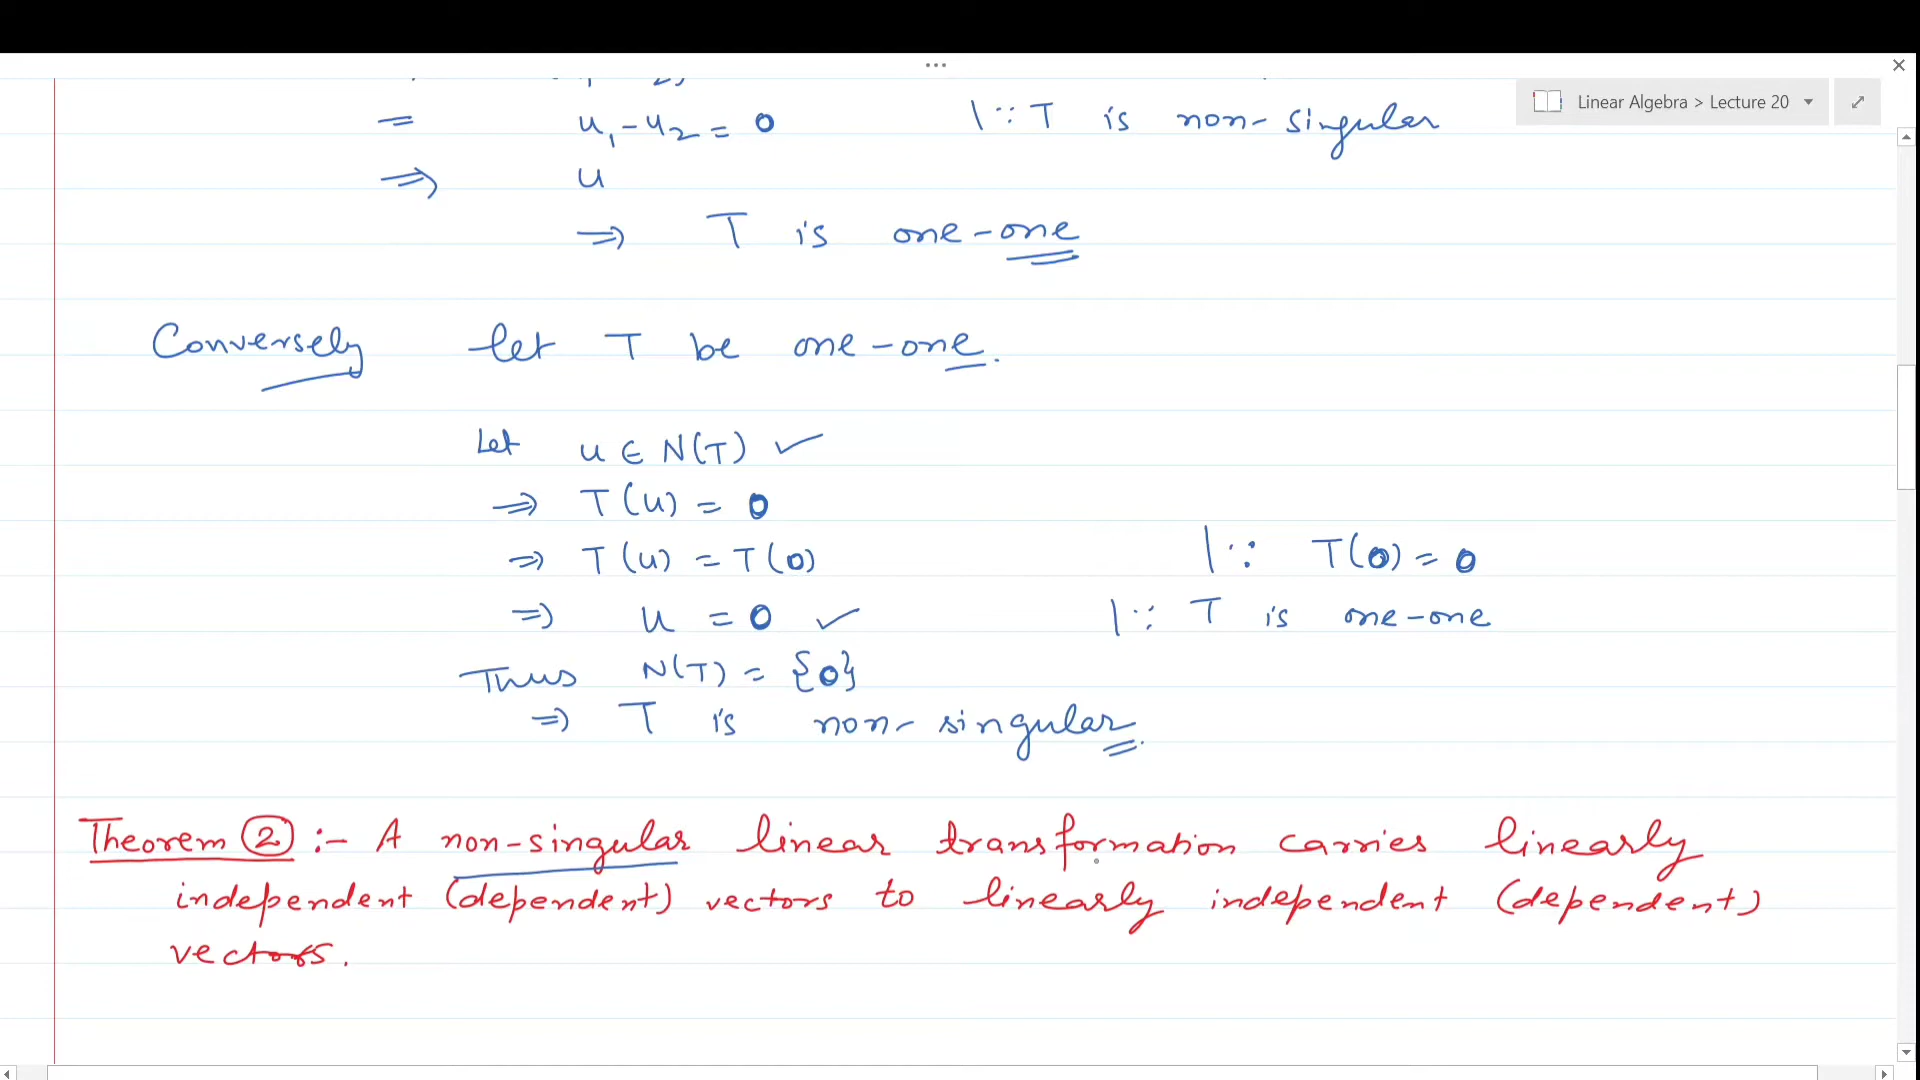 Linear Algebra > Lecture 20
= u₁-u₂ = 0 |∵ T is non-singular
⇒ u
⇒ T is one-one
Conversely let T be one-one.
Let u ∈ N(T) ✓
⇒ T(u) = 0
⇒ T(u) = T(0) |∵ T(0) = 0
⇒ u = 0 ✓ |∵ T is one-one
Thus N(T) = {0}
⇒ T is non-singular.
Theorem ② :- A non-singular linear transformation carries linearly
independent (dependent) vectors to linearly independent (dependent)
vectors.